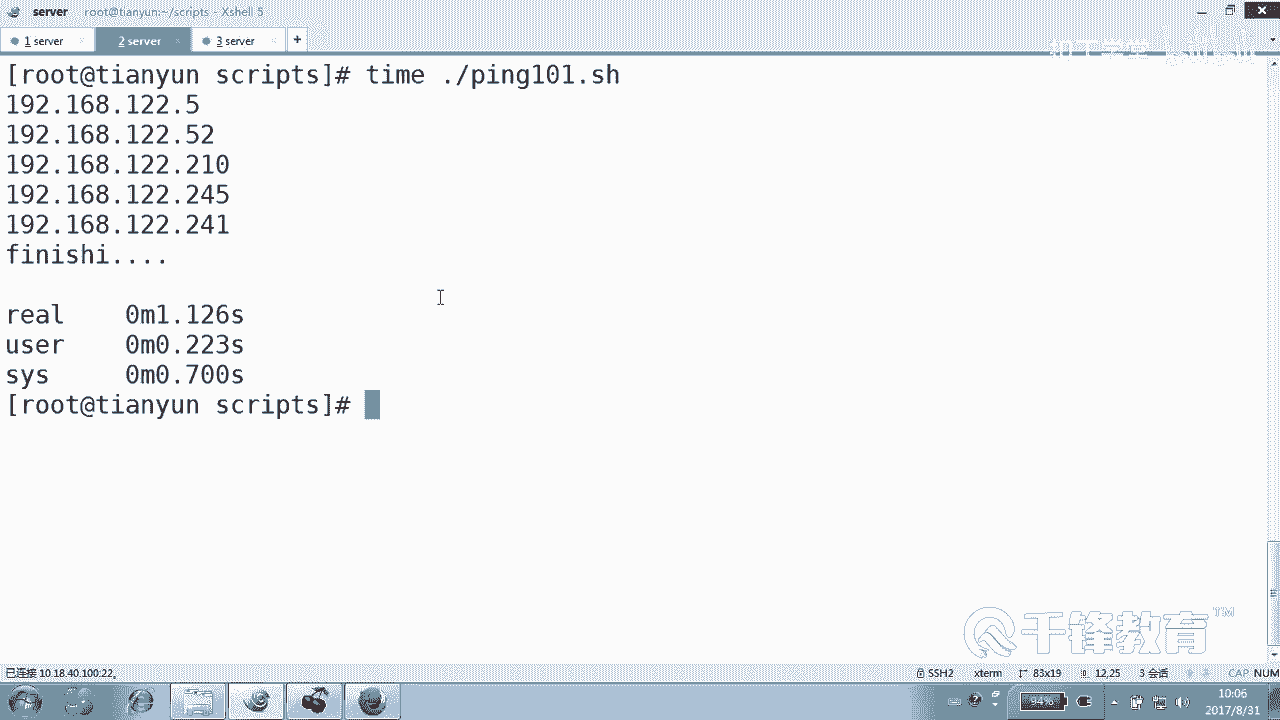 server root@tianyun:~/scripts - Xshell 5
1 server 2 server 3 server +
[root@tianyun scripts]# time ./ping101.sh
192.168.122.5
192.168.122.52
192.168.122.210
192.168.122.245
192.168.122.241
finishi....
real 0m1.126s
user 0m0.223s
sys 0m0.700s
[root@tianyun scripts]#
千锋教育™
已连接 10.18.40.100:22。 SSH2 xterm 83x19 12,25 3 会话 CAP NUM
94% 10:06
2017/8/31